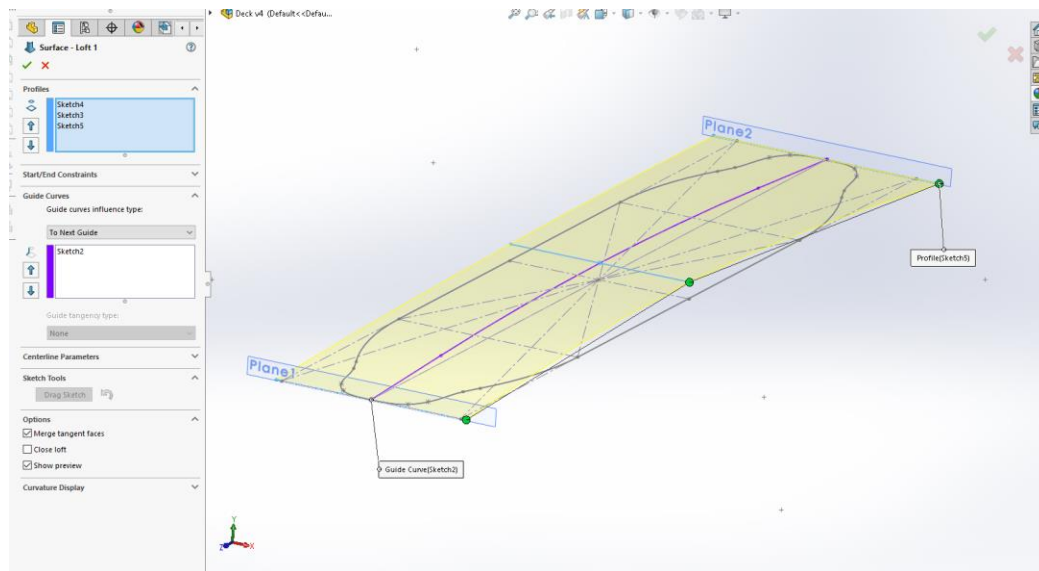 Deck v4 (Default<<Defau...
Surface - Loft 1
Profiles
Sketch4
Sketch3
Sketch5
Start/End Constraints
Guide Curves
Guide curves influence type:
To Next Guide
Sketch2
Guide tangency type:
None
Centerline Parameters
Sketch Tools
Drag Sketch
Options
Merge tangent faces
Close loft
Show preview
Curvature Display
Plane2
Profile(Sketch5)
Plane1
Guide Curve(Sketch2)
Y
Z
X